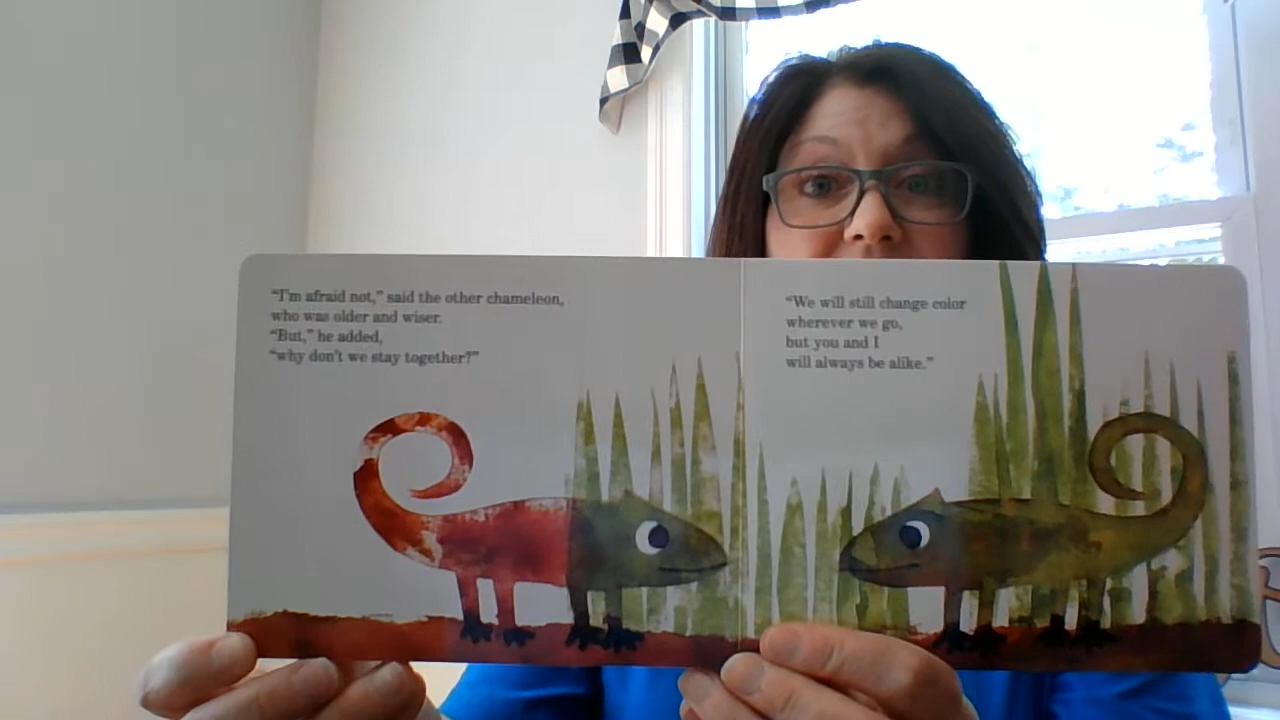 “I’m afraid not,” said the other chameleon,
who was older and wiser.
“But,” he added,
“why don’t we stay together?”
“We will still change color
wherever we go,
but you and I
will always be alike.”